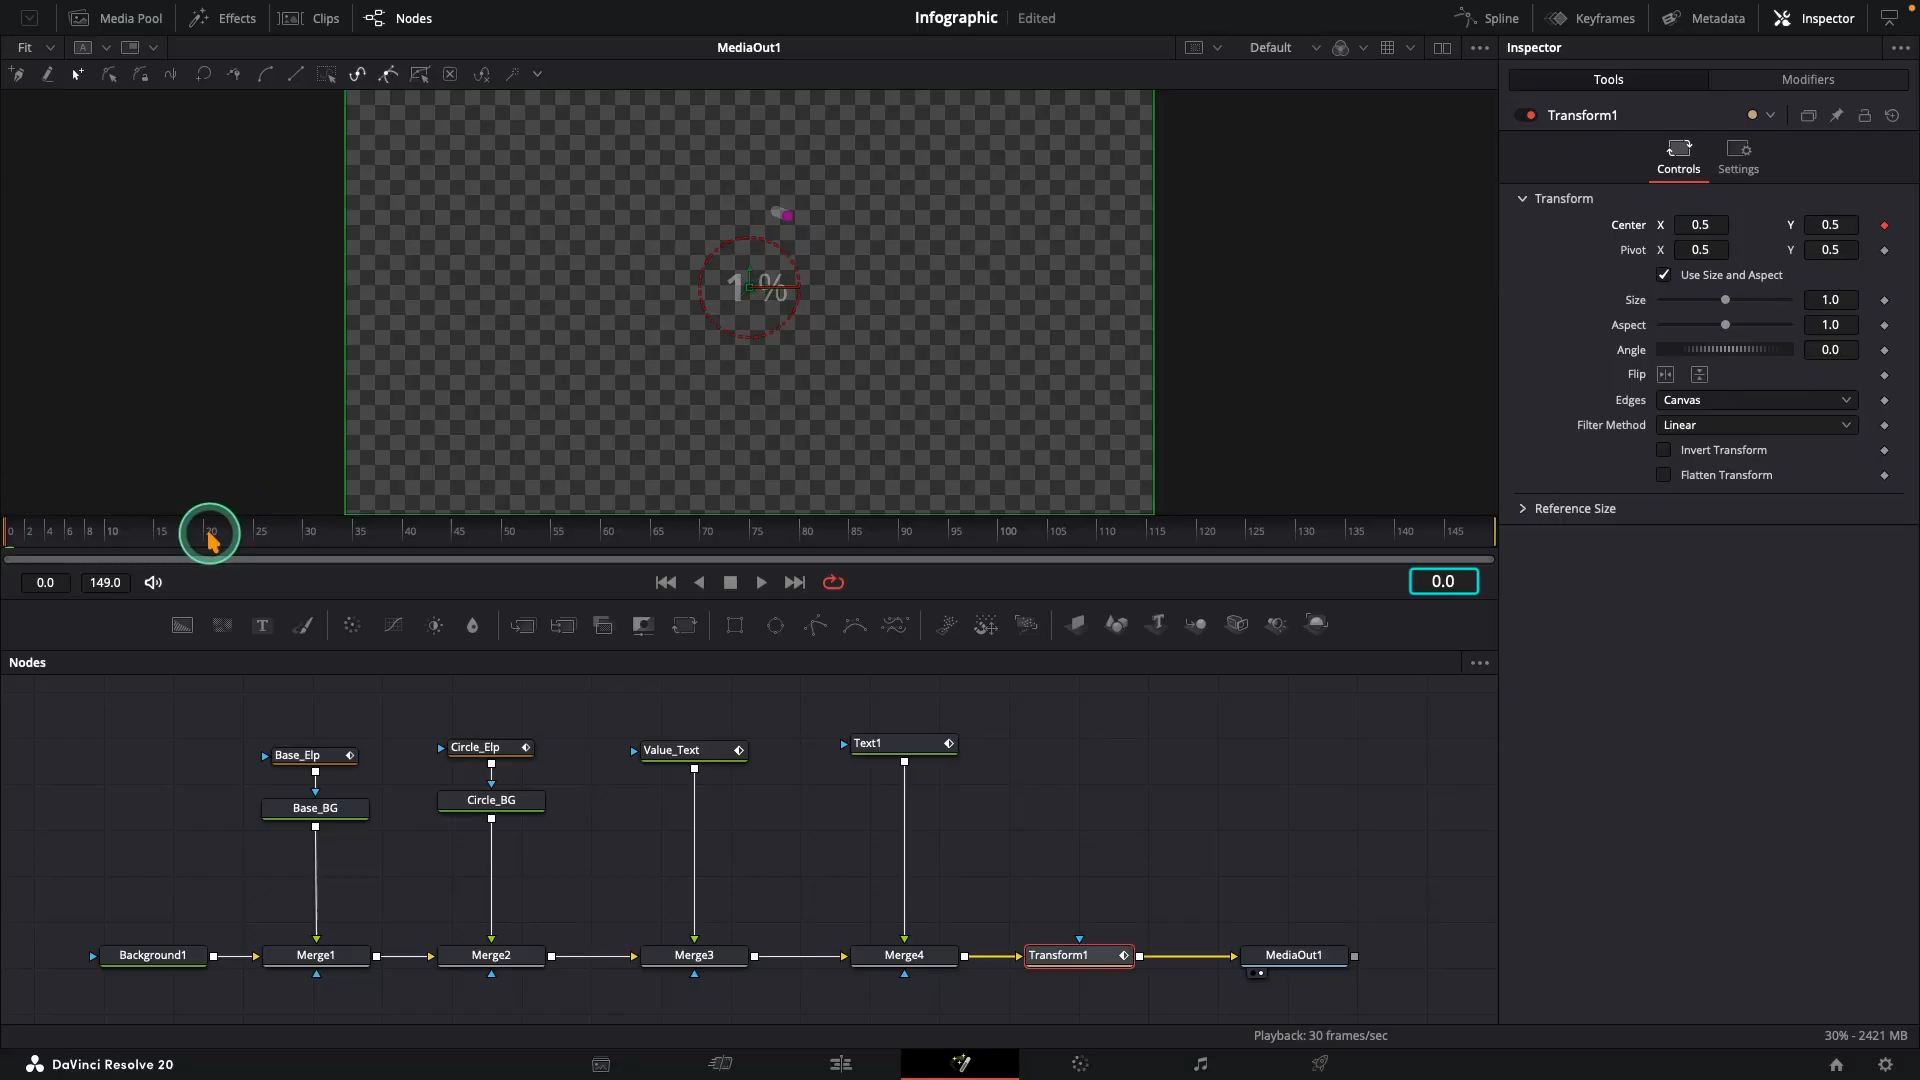 Media Pool Effects Clips Nodes Infographic Edited Spline Keyframes Metadata Inspector
Fit A MediaOut1 Default Inspector
Tools Modifiers
Transform1
Controls Settings
Transform
Center X 0.5 Y 0.5
Pivot X 0.5 Y 0.5
Use Size and Aspect
Size 1.0
Aspect 1.0
Angle 0.0
Flip
Edges Canvas
Filter Method Linear
Invert Transform
Flatten Transform
Reference Size
1 %
0 2 4 6 8 10 15 20 25 30 35 40 45 50 55 60 65 70 75 80 85 90 95 100 105 110 115 120 125 130 135 140 145
0.0 149.0 0.0
Nodes
Base_Elp Circle_Elp Value_Text Text1
Base_BG Circle_BG
Background1 Merge1 Merge2 Merge3 Merge4 Transform1 MediaOut1
Playback: 30 frames/sec 30% - 2421 MB
DaVinci Resolve 20